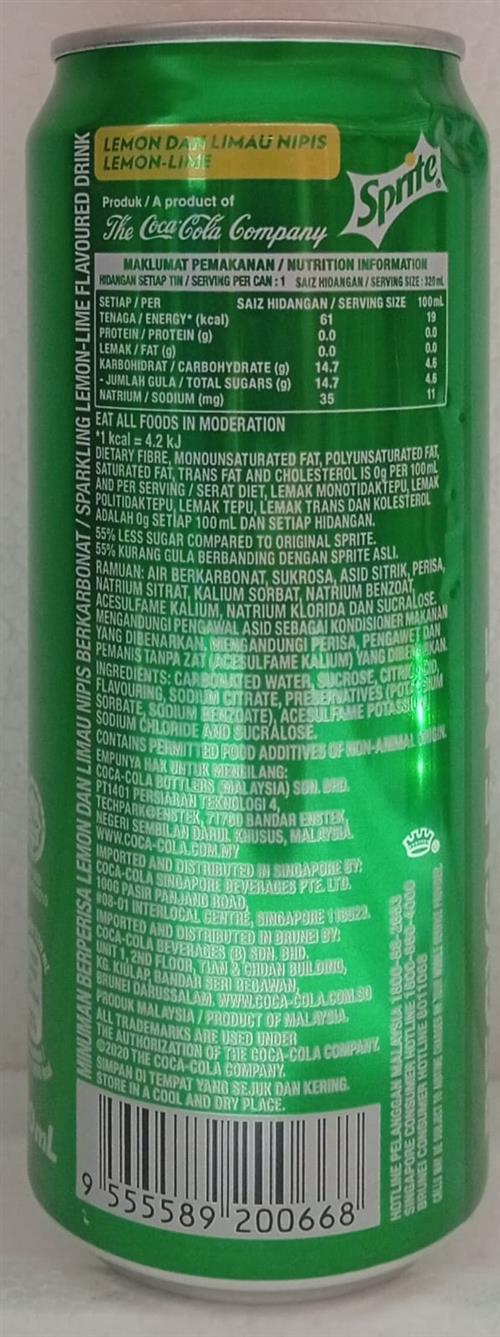 LEMON DAN LIMAU NIPIS
LEMON-LIME
Sprite
Produk / A product of
The Coca-Cola Company
MAKLUMAT PEMAKANAN / NUTRITION INFORMATION
HIDANGAN SETIAP TIN / SERVING PER CAN : 1 SAIZ HIDANGAN / SERVING SIZE : 320 mL
SETIAP / PER SAIZ HIDANGAN / SERVING SIZE 100 mL
TENAGA / ENERGY* (kcal) 61 19
PROTEIN / PROTEIN (g) 0.0 0.0
LEMAK / FAT (g) 0.0 0.0
KARBOHIDRAT / CARBOHYDRATE (g) 14.7 4.6
- JUMLAH GULA / TOTAL SUGARS (g) 14.7 4.6
NATRIUM / SODIUM (mg) 35 11
EAT ALL FOODS IN MODERATION
*1 kcal = 4.2 kJ
DIETARY FIBRE, MONOUNSATURATED FAT, POLYUNSATURATED FAT,
SATURATED FAT, TRANS FAT AND CHOLESTEROL IS 0g PER 100 mL
AND PER SERVING / SERAT DIET, LEMAK MONOTIDAKTEPU, LEMAK
POLITIDAKTEPU, LEMAK TEPU, LEMAK TRANS DAN KOLESTEROL
ADALAH 0g SETIAP 100 mL DAN SETIAP HIDANGAN.
55% LESS SUGAR COMPARED TO ORIGINAL SPRITE.
55% KURANG GULA BERBANDING DENGAN SPRITE ASLI.
RAMUAN: AIR BERKARBONAT, SUKROSA, ASID SITRIK, PERISA,
NATRIUM SITRAT, KALIUM SORBAT, NATRIUM BENZOAT,
ACESULFAME KALIUM, NATRIUM KLORIDA DAN SUCRALOSE.
MENGANDUNGI PENGAWAL ASID SEBAGAI KONDISIONER MAKANAN
YANG DIBENARKAN, MENGANDUNGI PERISA, PENGAWET DAN
PEMANIS TANPA ZAT (ACESULFAME KALIUM) YANG DIBENARKAN.
INGREDIENTS: CARBONATED WATER, SUCROSE, CITRIC ACID,
FLAVOURING, SODIUM CITRATE, PRESERVATIVES (POTASSIUM
SORBATE, SODIUM BENZOATE), ACESULFAME POTASSIUM,
SODIUM CHLORIDE AND SUCRALOSE.
CONTAINS PERMITTED FOOD ADDITIVES OF NON-ANIMAL ORIGIN.
EMPUNYA HAK UNTUK MENGILANG:
COCA-COLA BOTTLERS (MALAYSIA) SDN. BHD.
PT1401 PERSIARAN TEKNOLOGI 4,
TECHPARK@ENSTEK, 71760 BANDAR ENSTEK,
NEGERI SEMBILAN DARUL KHUSUS, MALAYSIA.
WWW.COCA-COLA.COM.MY
IMPORTED AND DISTRIBUTED IN SINGAPORE BY:
COCA-COLA SINGAPORE BEVERAGES PTE. LTD.
100G PASIR PANJANG ROAD,
#08-01 INTERLOCAL CENTRE, SINGAPORE 118523.
IMPORTED AND DISTRIBUTED IN BRUNEI BY:
COCA-COLA BEVERAGES (B) SDN. BHD.
UNIT 1, 2ND FLOOR, TIAN & CHUAN BUILDING,
KG. KIULAP, BANDAR SERI BEGAWAN,
BRUNEI DARUSSALAM. WWW.COCA-COLA.COM.SG
PRODUK MALAYSIA / PRODUCT OF MALAYSIA.
ALL TRADEMARKS ARE USED UNDER
THE AUTHORIZATION OF THE COCA-COLA COMPANY.
©2020 THE COCA-COLA COMPANY.
SIMPAN DI TEMPAT YANG SEJUK DAN KERING.
STORE IN A COOL AND DRY PLACE.
9 555589 200668
MINUMAN BERPERISA LEMON DAN LIMAU NIPIS BERKARBONAT / SPARKLING LEMON-LIME FLAVOURED DRINK
HOTLINE PELANGGAN MALAYSIA 1800-88-2653
SINGAPORE CONSUMER HOTLINE 1800-960-4000
BRUNEI CONSUMER HOTLINE 8011068
mL